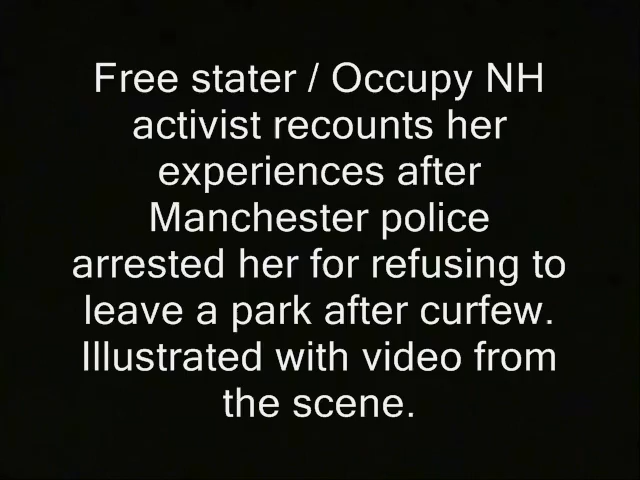 Free stater / Occupy NH
activist recounts her
experiences after
Manchester police
arrested her for refusing to
leave a park after curfew.
Illustrated with video from
the scene.